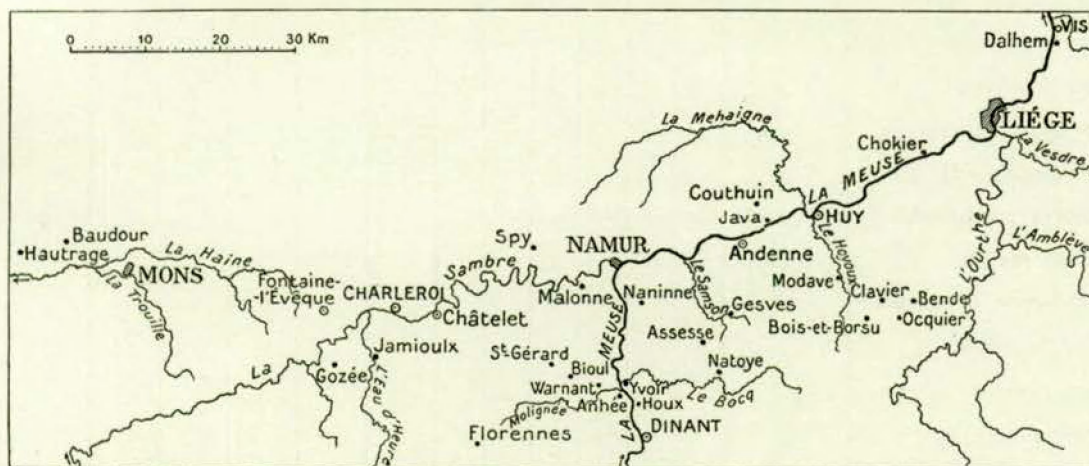 0 10 20 30 Km
VIS
Dalhem
LIÉGE
La Vesdre
La Mehaigne
Chokier
LA MEUSE
Couthuin
Java
HUY
Baudour
Hautrage
La Haine
MONS
La Trouille
Spy
NAMUR
Andenne
Le Hoyoux
L'Ourthe
L'Amblève
Fontaine-
l'Évêque
CHARLEROI
Sambre
Malonne
Naninne
Le Samson
Gesves
Modave
Clavier
Bende
Bois-et-Borsu
Ocquier
Châtelet
Jamioulx
La
Gozée
L'Eau d'Heure
St Gérard
MEUSE
Assesse
Bioul
Natoye
Warnant
Yvoir
Le Bocq
Molignée
Anhée
Houx
Florennes
LA
DINANT